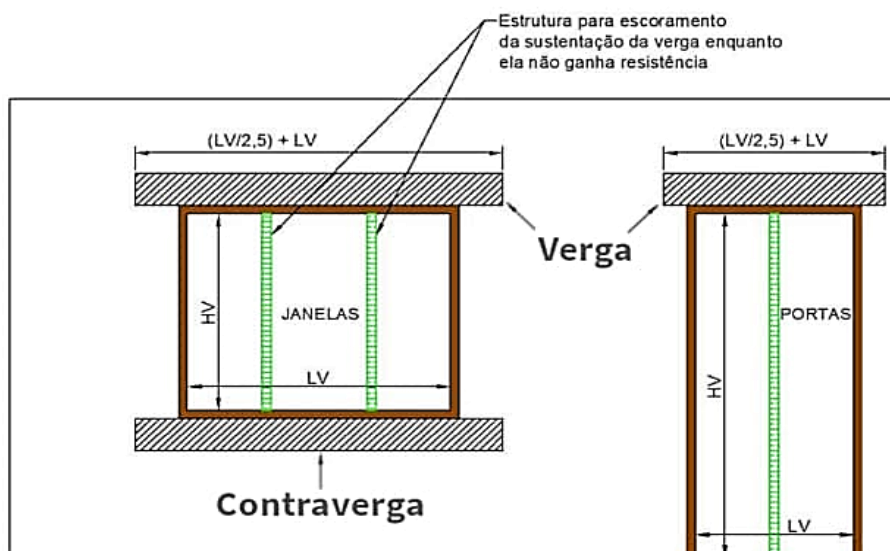 Estrutura para escoramento
da sustentação da verga enquanto
ela não ganha resistência
(LV/2,5) + LV
(LV/2,5) + LV
Verga
HV
JANELAS
PORTAS
LV
HV
Contraverga
LV